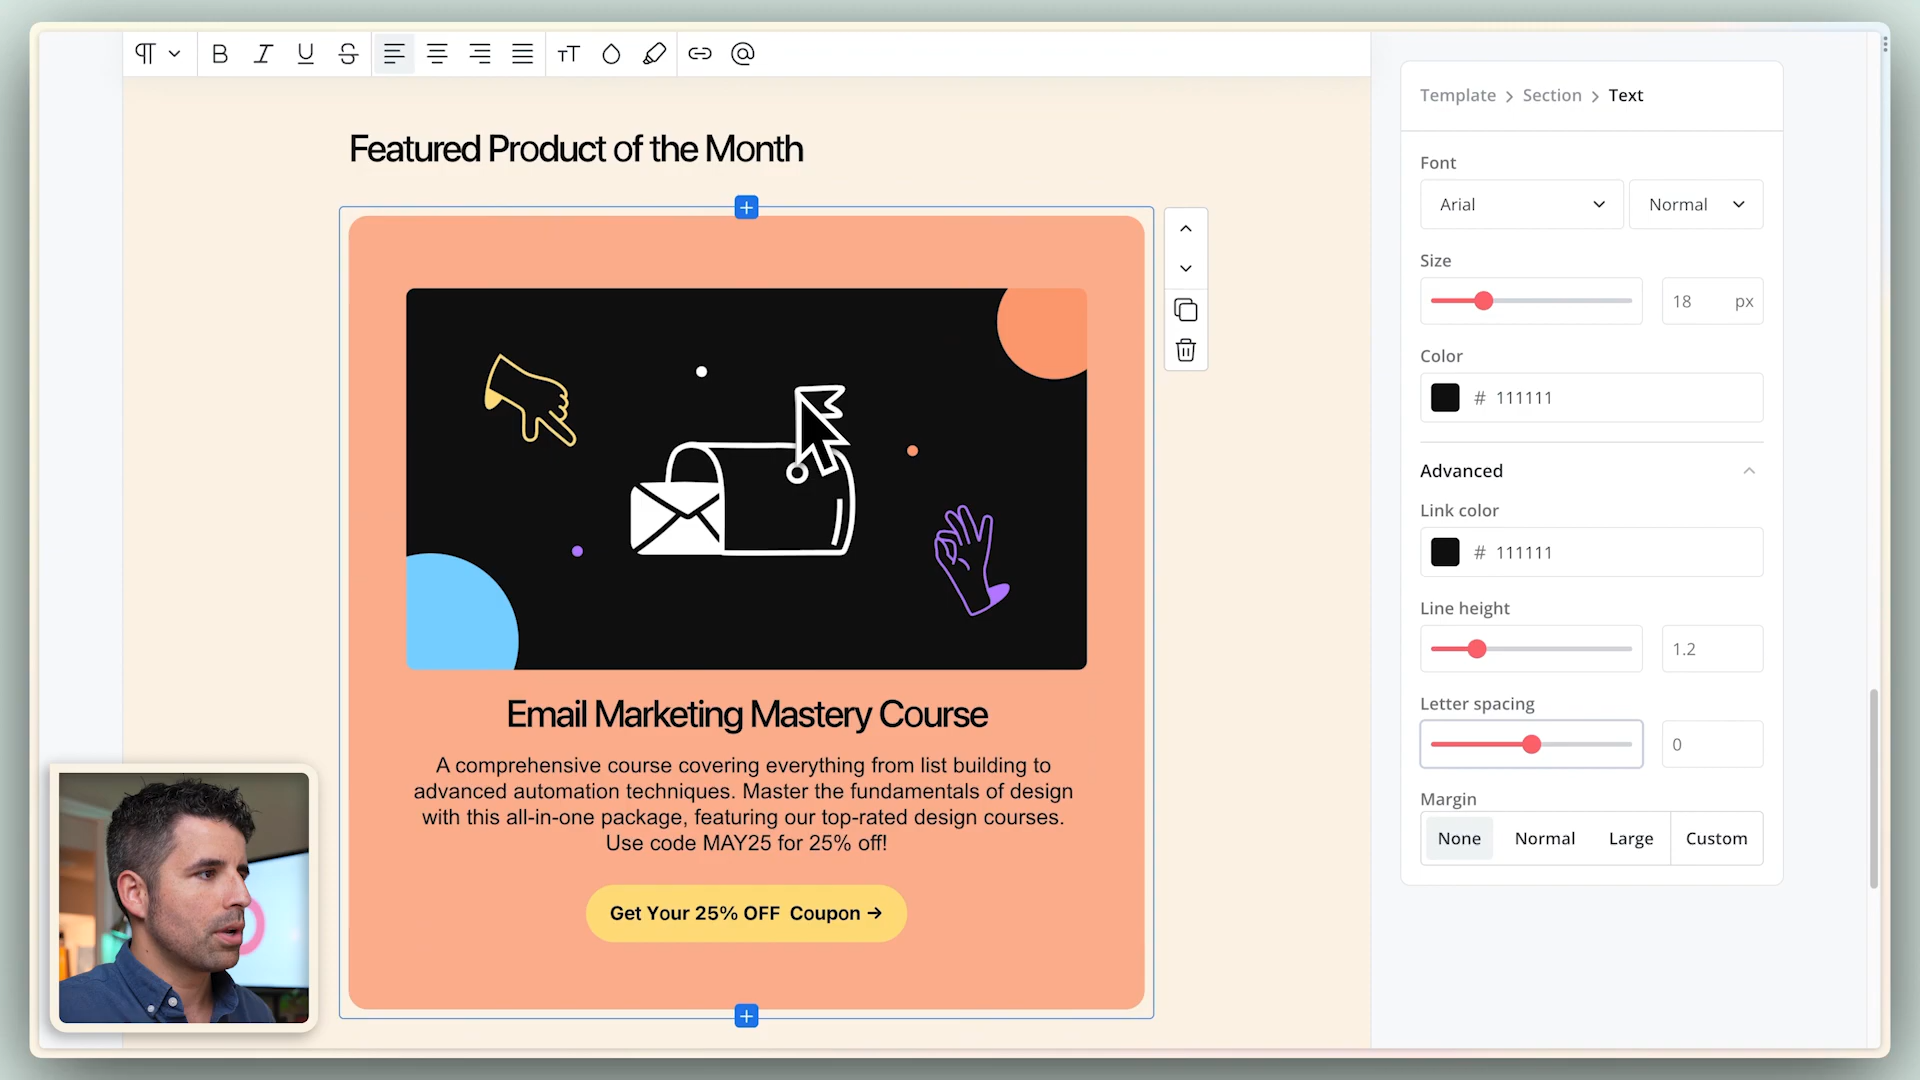 Template > Section > Text
Featured Product of the Month
Font
Arial
Normal
Size
18 px
Color
# 111111
Advanced
Link color
# 111111
Line height
1.2
Letter spacing
0
Margin
None Normal Large Custom
Email Marketing Mastery Course
A comprehensive course covering everything from list building to
advanced automation techniques. Master the fundamentals of design
with this all-in-one package, featuring our top-rated design courses.
Use code MAY25 for 25% off!
Get Your 25% OFF Coupon →